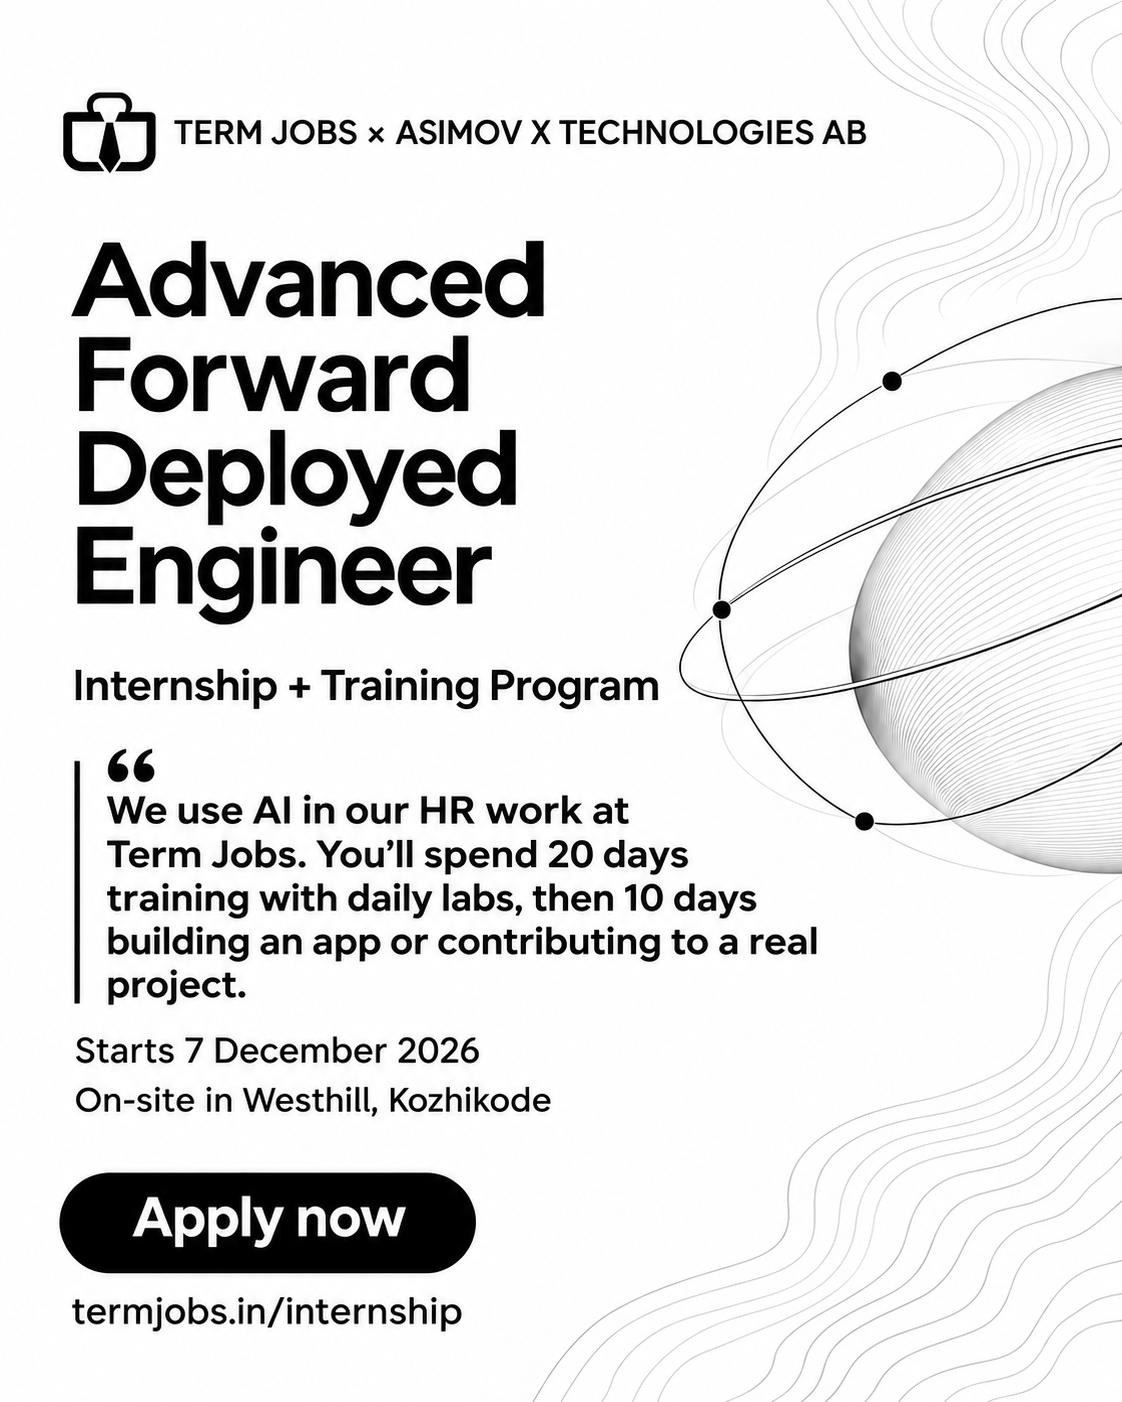 TERM JOBS × ASIMOV X TECHNOLOGIES AB
Advanced
Forward
Deployed
Engineer
Internship + Training Program
“
We use AI in our HR work at
Term Jobs. You’ll spend 20 days
training with daily labs, then 10 days
building an app or contributing to a real
project.
Starts 7 December 2026
On-site in Westhill, Kozhikode
Apply now
termjobs.in/internship